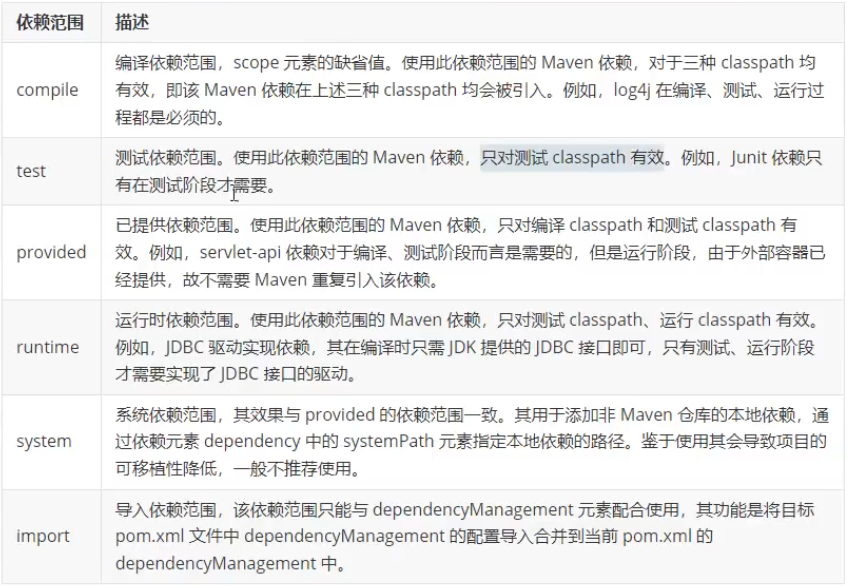 依赖范围 描述
compile
编译依赖范围，scope 元素的缺省值。使用此依赖范围的 Maven 依赖，对于三种 classpath 均
有效，即该 Maven 依赖在上述三种 classpath 均会被引入。例如，log4j 在编译、测试、运行过
程都是必须的。
test
测试依赖范围。使用此依赖范围的 Maven 依赖，只对测试 classpath 有效。例如，Junit 依赖只
有在测试阶段才需要。
provided
已提供依赖范围。使用此依赖范围的 Maven 依赖，只对编译 classpath 和测试 classpath 有
效。例如，servlet-api 依赖对于编译、测试阶段而言是需要的，但是运行阶段，由于外部容器已
经提供，故不需要 Maven 重复引入该依赖。
runtime
运行时依赖范围。使用此依赖范围的 Maven 依赖，只对测试 classpath、运行 classpath 有效。
例如，JDBC 驱动实现依赖，其在编译时只需 JDK 提供的 JDBC 接口即可，只有测试、运行阶段
才需要实现了 JDBC 接口的驱动。
system
系统依赖范围，其效果与 provided 的依赖范围一致。其用于添加非 Maven 仓库的本地依赖，通
过依赖元素 dependency 中的 systemPath 元素指定本地依赖的路径。鉴于使用其会导致项目的
可移植性降低，一般不推荐使用。
import
导入依赖范围，该依赖范围只能与 dependencyManagement 元素配合使用，其功能是将目标
pom.xml 文件中 dependencyManagement 的配置导入合并到当前 pom.xml 的
dependencyManagement 中。